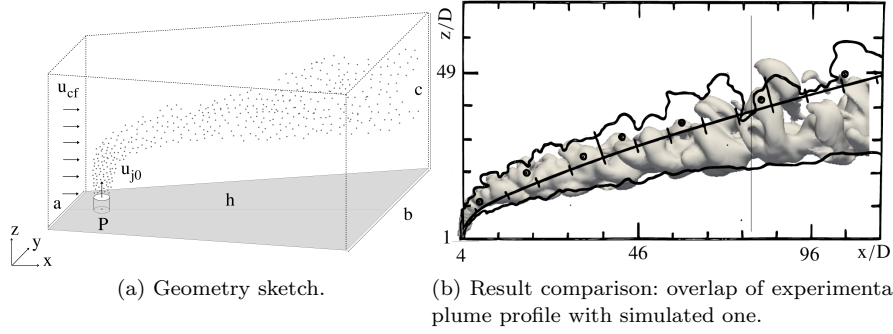 u_cf
c
u_j0
a
h
P
b
z
y
x
(a) Geometry sketch.
z/D
49
1
4
46
96
x/D
(b) Result comparison: overlap of experimenta
plume profile with simulated one.